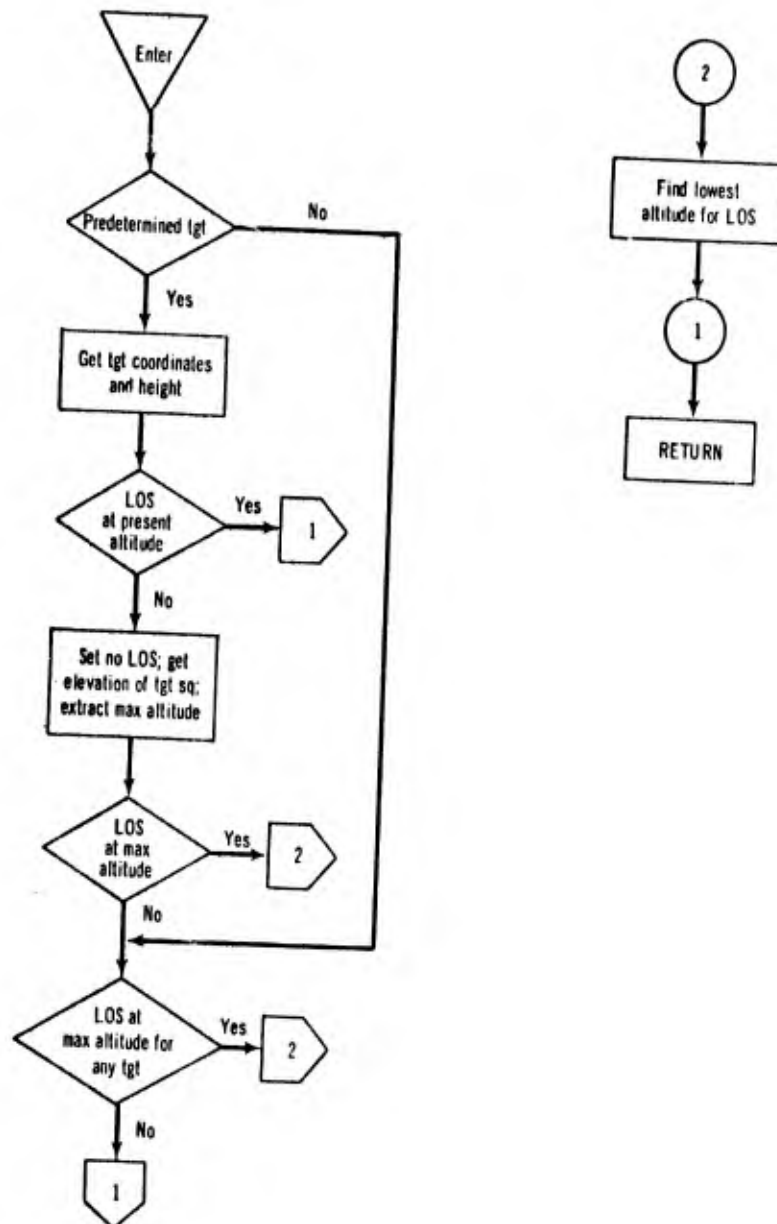 Enter
Predetermined tgt
No
Yes
Get tgt coordinates
and height
LOS
at present
altitude
Yes
1
No
Set no LOS; get
elevation of tgt sq;
extract max altitude
LOS
at max
altitude
Yes
2
No
LOS at
max altitude for
any tgt
Yes
2
No
1
2
Find lowest
altitude for LOS
1
RETURN